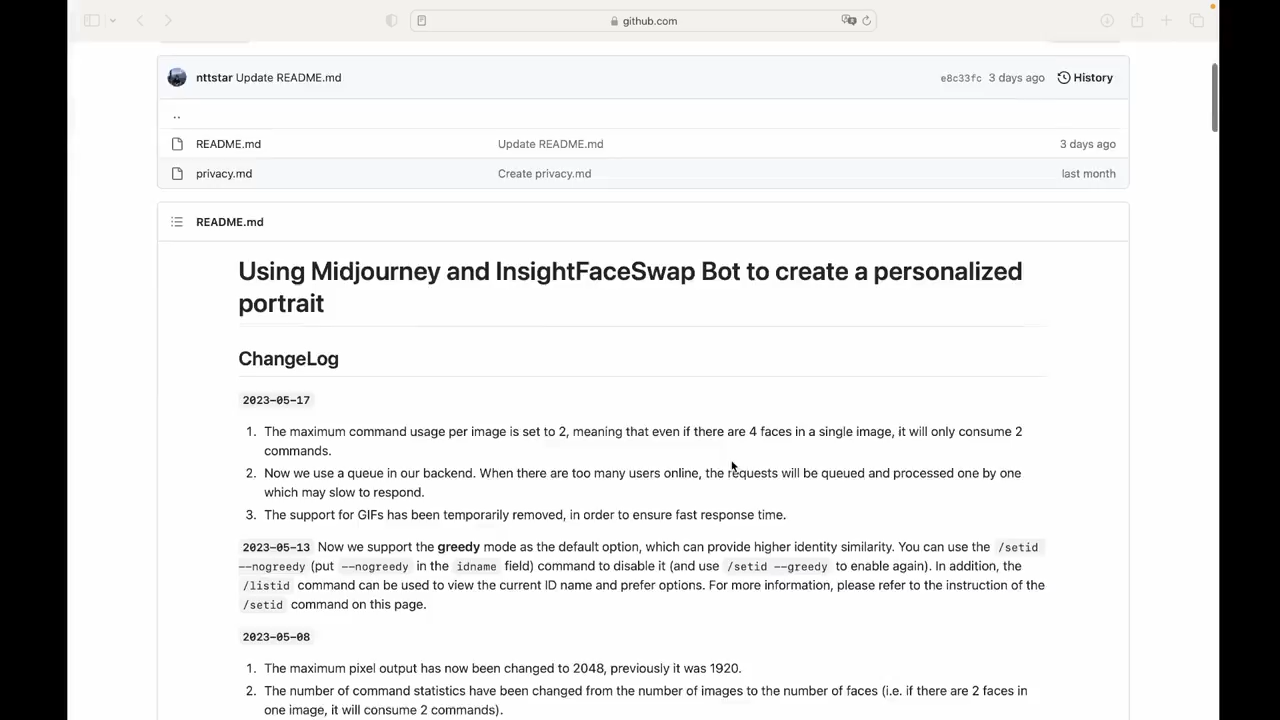 github.com
nttstar Update README.md e8c33fc 3 days ago History
..
README.md Update README.md 3 days ago
privacy.md Create privacy.md last month
README.md
Using Midjourney and InsightFaceSwap Bot to create a personalized
portrait
ChangeLog
2023-05-17
1. The maximum command usage per image is set to 2, meaning that even if there are 4 faces in a single image, it will only consume 2
commands.
2. Now we use a queue in our backend. When there are too many users online, the requests will be queued and processed one by one
which may slow to respond.
3. The support for GIFs has been temporarily removed, in order to ensure fast response time.
2023-05-13 Now we support the greedy mode as the default option, which can provide higher identity similarity. You can use the /setid
--nogreedy (put --nogreedy in the idname field) command to disable it (and use /setid --greedy to enable again). In addition, the
/listid command can be used to view the current ID name and prefer options. For more information, please refer to the instruction of the
/setid command on this page.
2023-05-08
1. The maximum pixel output has now been changed to 2048, previously it was 1920.
2. The number of command statistics have been changed from the number of images to the number of faces (i.e. if there are 2 faces in
one image, it will consume 2 commands).